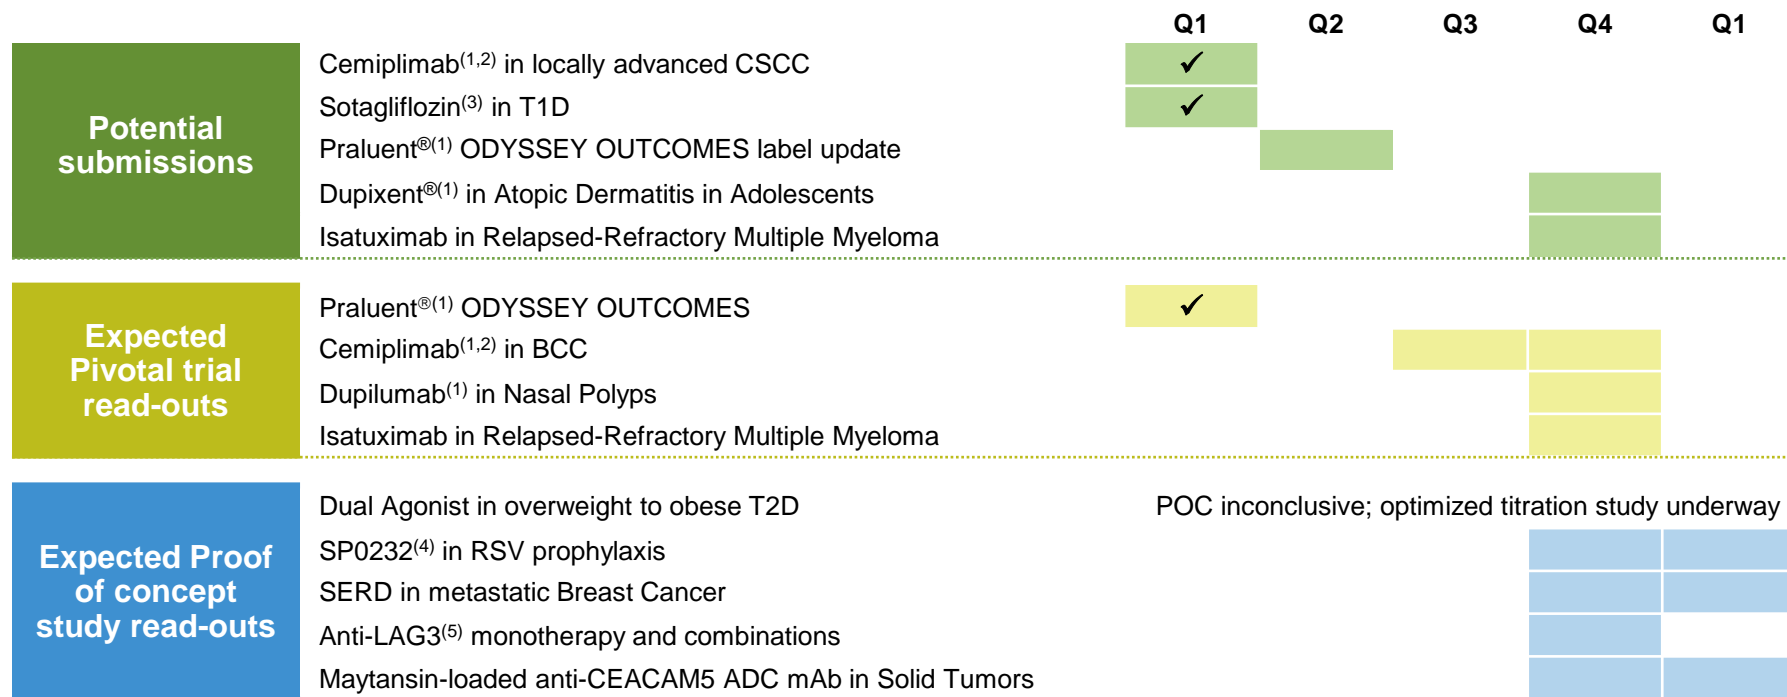 Q1 Q2 Q3 Q4 Q1
Potential
submissions
Cemiplimab(1,2) in locally advanced CSCC ✓
Sotagliflozin(3) in T1D ✓
Praluent®(1) ODYSSEY OUTCOMES label update
Dupixent®(1) in Atopic Dermatitis in Adolescents
Isatuximab in Relapsed-Refractory Multiple Myeloma
Expected
Pivotal trial
read-outs
Praluent®(1) ODYSSEY OUTCOMES ✓
Cemiplimab(1,2) in BCC
Dupilumab(1) in Nasal Polyps
Isatuximab in Relapsed-Refractory Multiple Myeloma
Expected Proof
of concept
study read-outs
Dual Agonist in overweight to obese T2D POC inconclusive; optimized titration study underway
SP0232(4) in RSV prophylaxis
SERD in metastatic Breast Cancer
Anti-LAG3(5) monotherapy and combinations
Maytansin-loaded anti-CEACAM5 ADC mAb in Solid Tumors